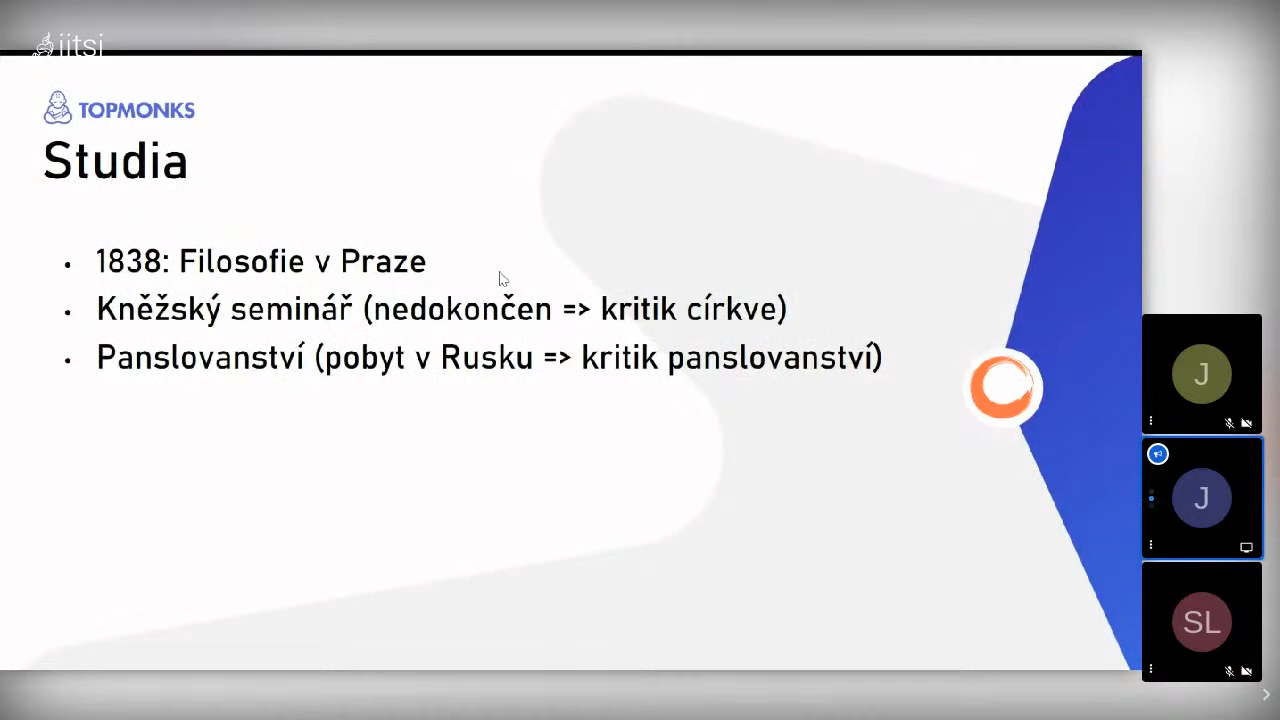 jitsi
TOPMONKS
Studia
1838: Filosofie v Praze
Kněžský seminář (nedokončen => kritik církve)
Panslovanství (pobyt v Rusku => kritik panslovanství)
J
J
SL